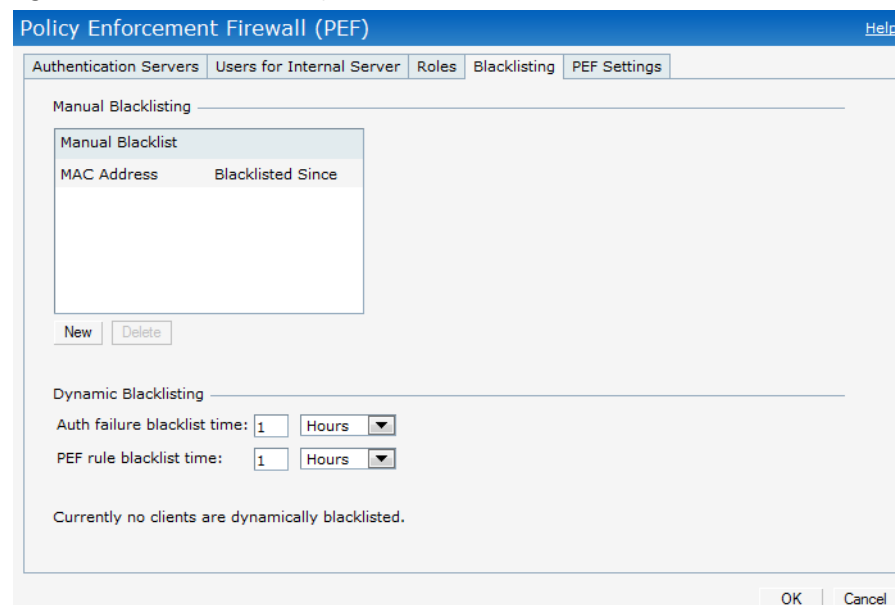 Policy Enforcement Firewall (PEF) Help
Authentication Servers Users for Internal Server Roles Blacklisting PEF Settings
Manual Blacklisting
Manual Blacklist
MAC Address Blacklisted Since
New Delete
Dynamic Blacklisting
Auth failure blacklist time: 1 Hours
PEF rule blacklist time: 1 Hours
Currently no clients are dynamically blacklisted.
OK Cancel